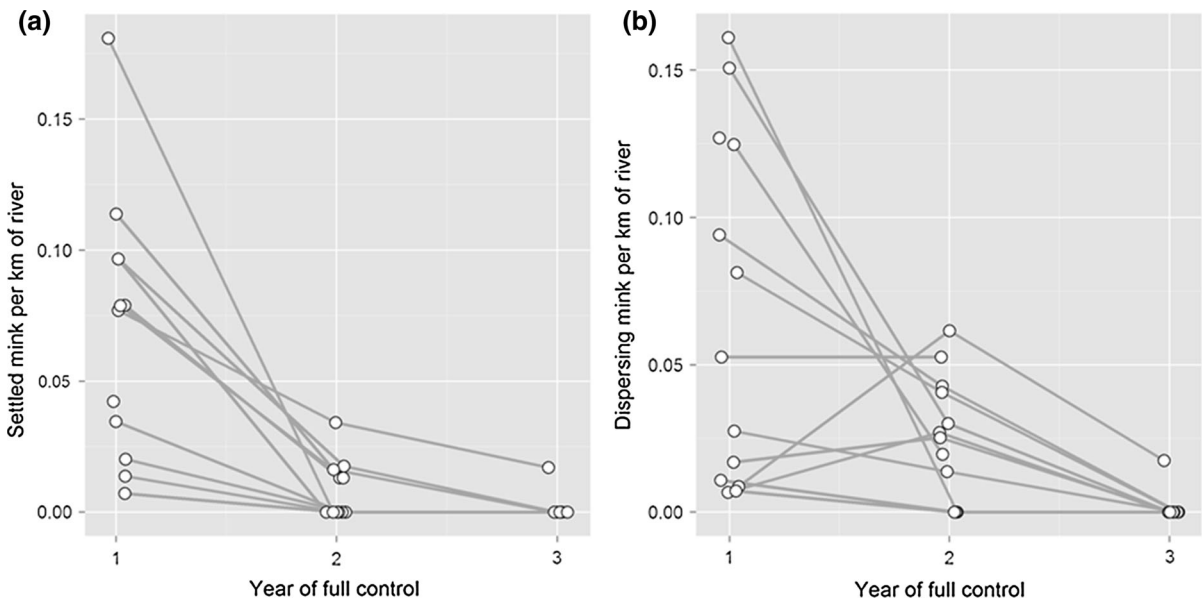 (a)
Settled mink per km of river
0.15
0.10
0.05
0.00
1 2 3
Year of full control
(b)
Dispersing mink per km of river
0.15
0.10
0.05
0.00
1 2 3
Year of full control